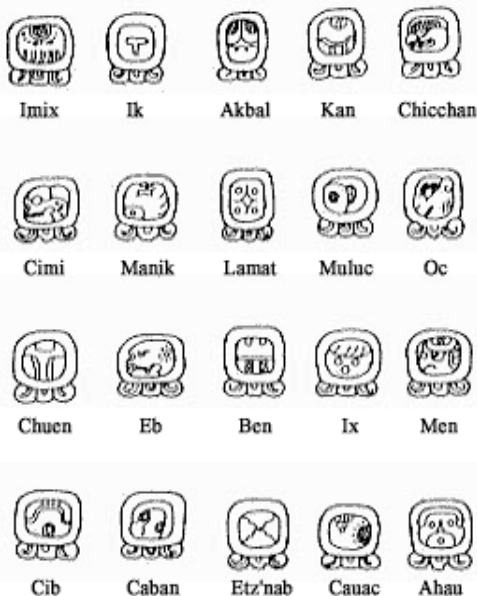 Imix Ik Akbal Kan Chicchan
Cimi Manik Lamat Muluc Oc
Chuen Eb Ben Ix Men
Cib Caban Etz'nab Cauac Ahau